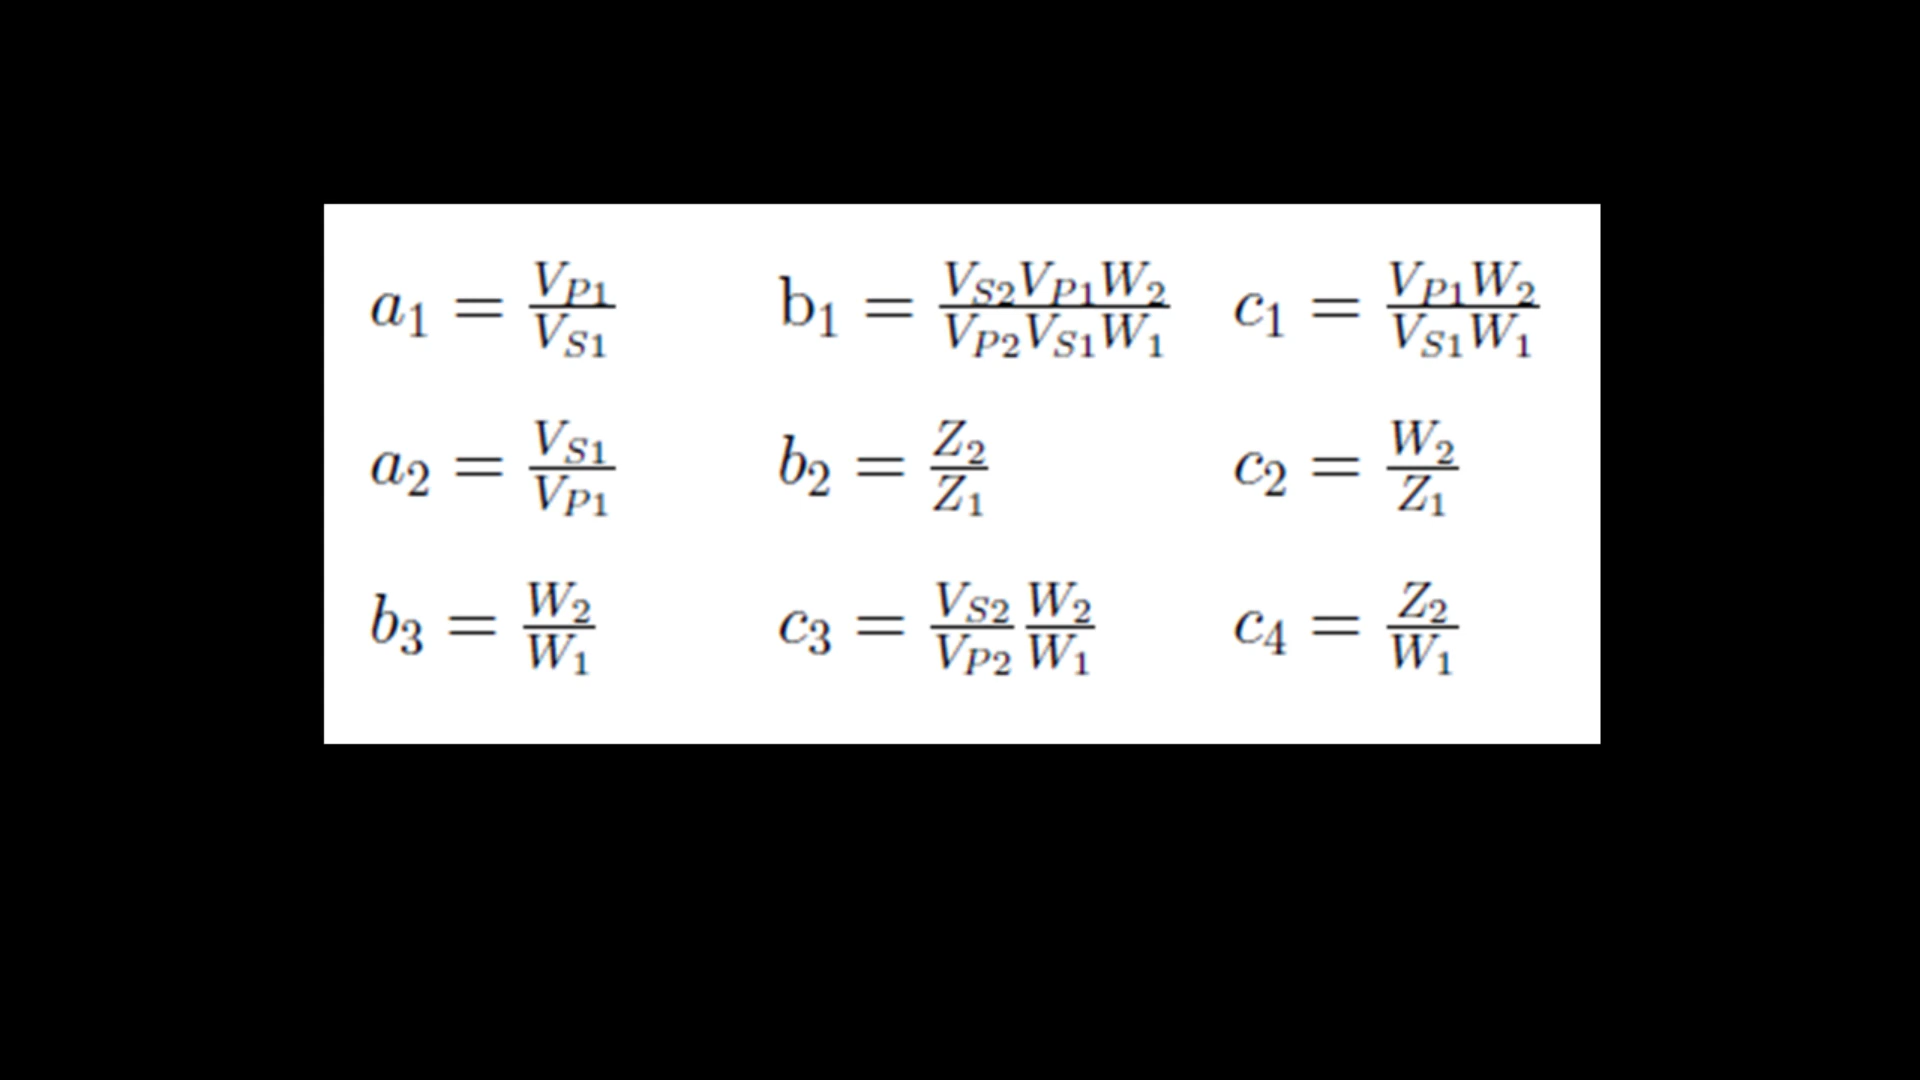 a₁ = V_{P1}/V_{S1} b₁ = V_{S2}V_{P1}W₂/V_{P2}V_{S1}W₁ c₁ = V_{P1}W₂/V_{S1}W₁
a₂ = V_{S1}/V_{P1} b₂ = Z₂/Z₁ c₂ = W₂/Z₁
b₃ = W₂/W₁ c₃ = V_{S2}/V_{P2} W₂/W₁ c₄ = Z₂/W₁